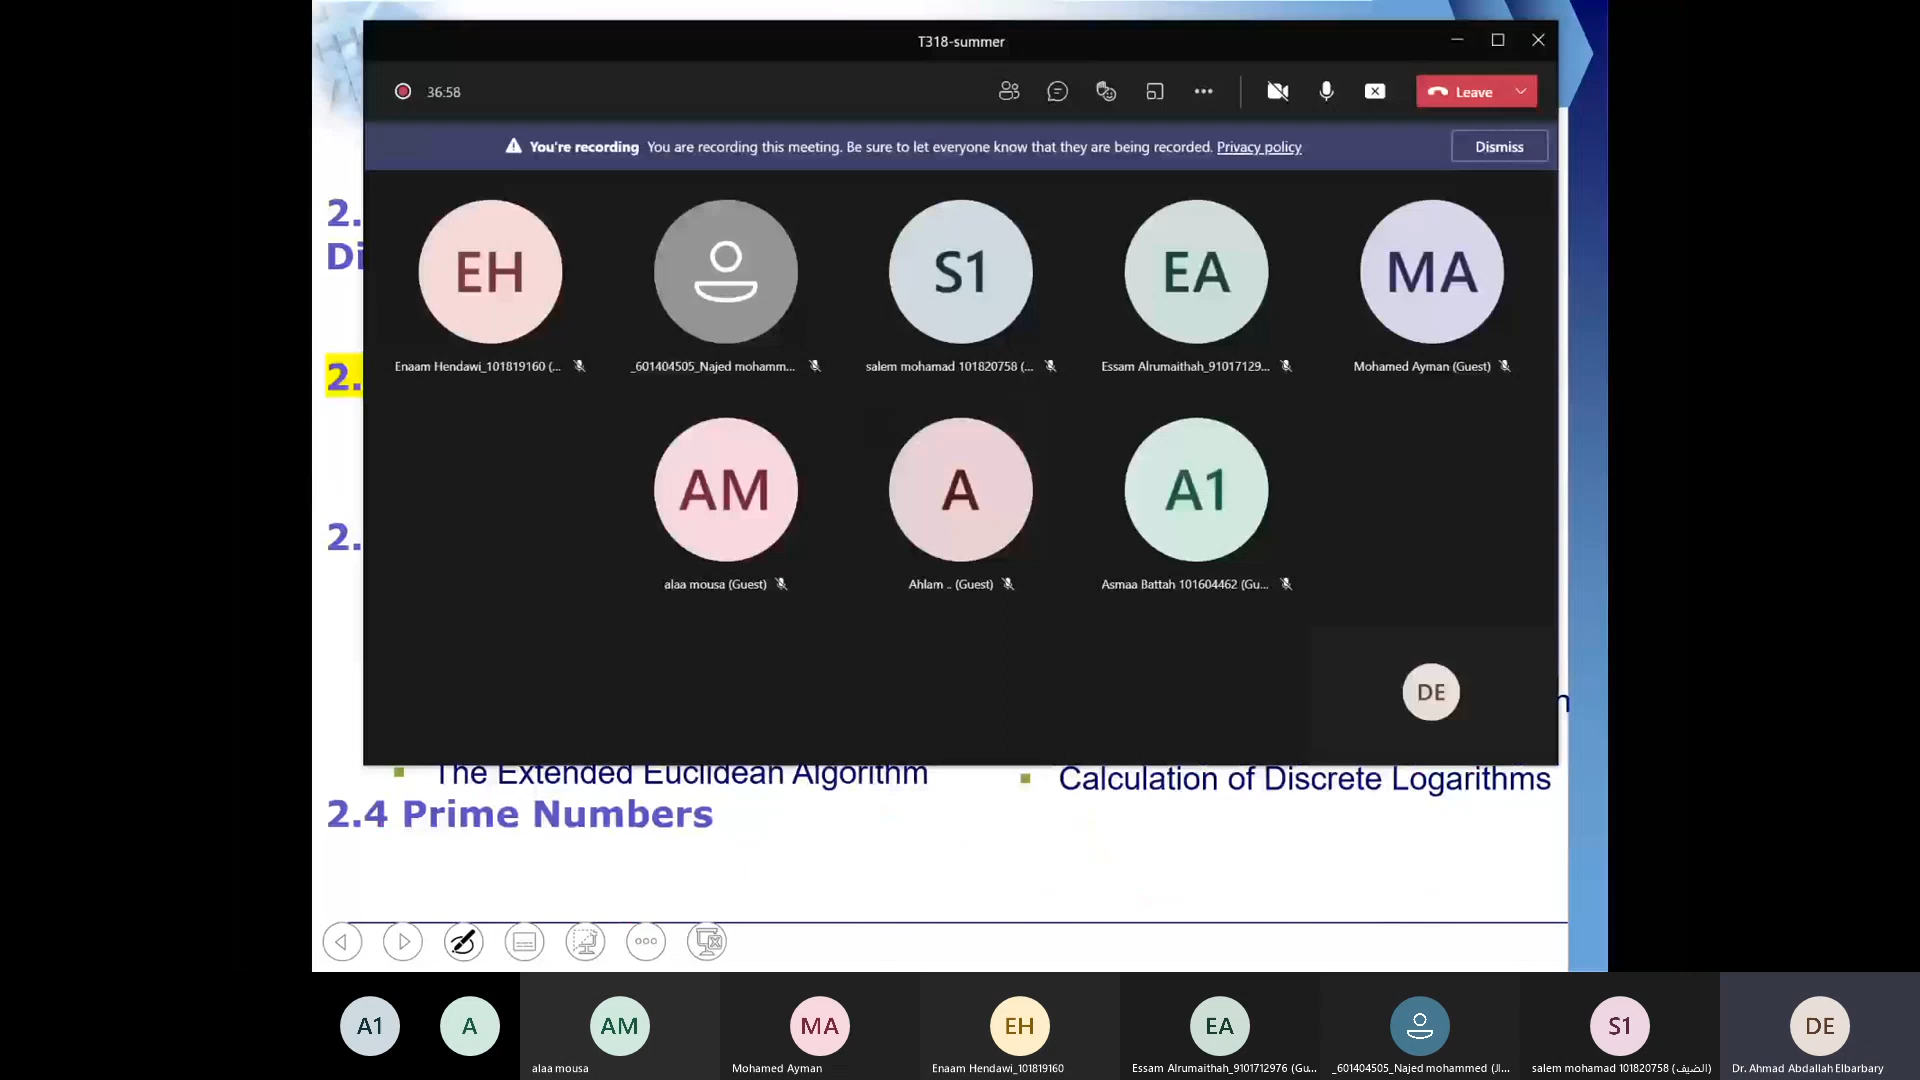 T318-summer
36:58
Leave
You're recording You are recording this meeting. Be sure to let everyone know that they are being recorded. Privacy policy
Dismiss
2.
Di
EH
S1
EA
MA
Enaam Hendawi_101819160 (...
_601404505_Najed mohamm...
salem mohamad 101820758 (...
Essam Alrumaithah_91017129...
Mohamed Ayman (Guest)
2.
AM
A
A1
2.
alaa mousa (Guest)
Ahlam .. (Guest)
Asmaa Battah 101604462 (Gu...
DE
n
The Extended Euclidean Algorithm
Calculation of Discrete Logarithms
2.4 Prime Numbers
A1
A
AM
MA
EH
EA
S1
DE
alaa mousa
Mohamed Ayman
Enaam Hendawi_101819160
Essam Alrumaithah_9101712976 (Gu...
_601404505_Najed mohammed (ال...
salem mohamad 101820758 (الضيف)
Dr. Ahmad Abdallah Elbarbary